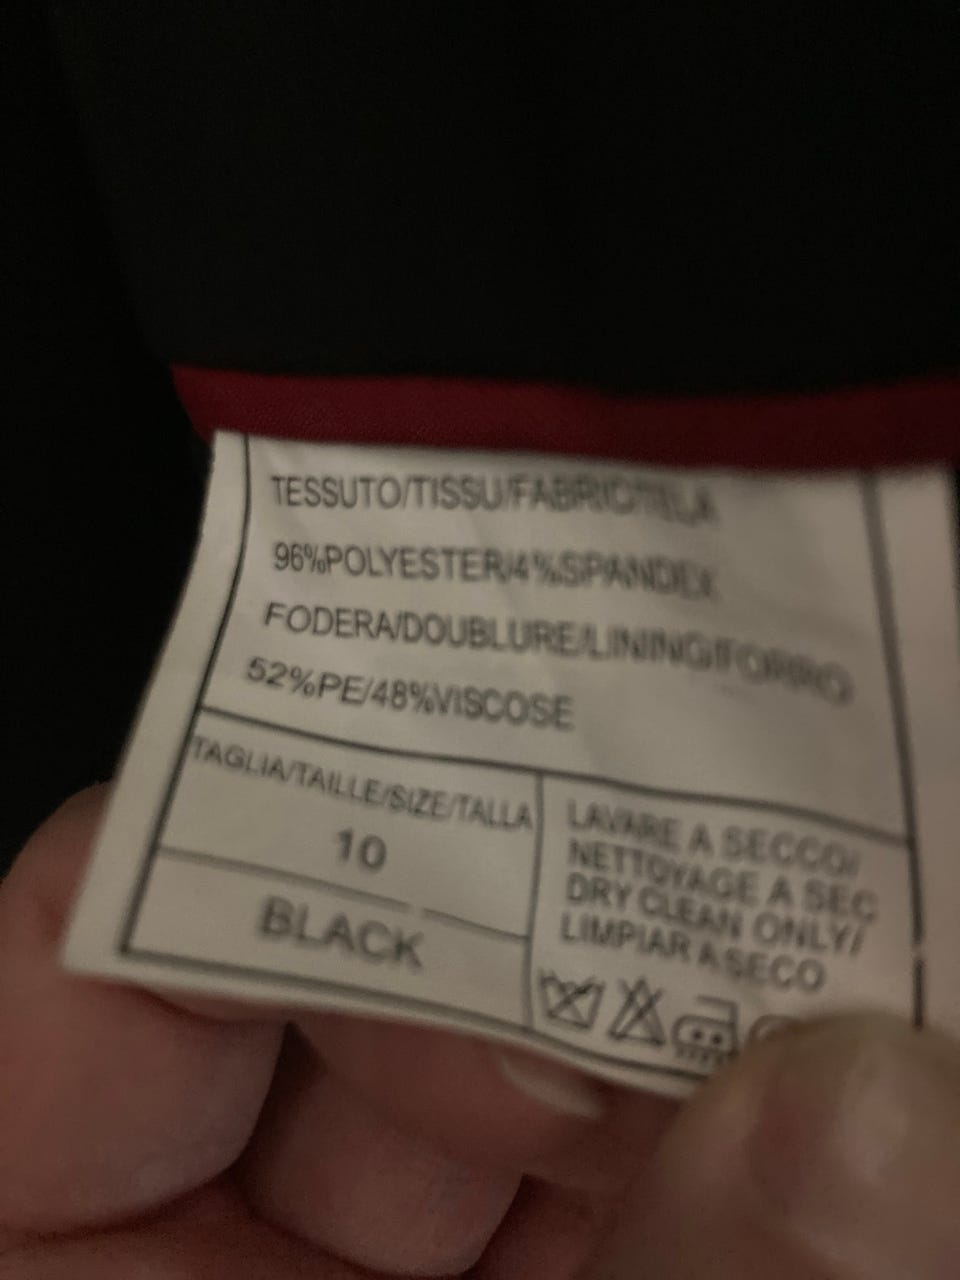 TESSUTO/TISSU/FABRIC/TELA
96%POLYESTER/4%SPANDEX
FODERA/DOUBLURE/LINING/FORRO
52%PE/48%VISCOSE
TAGLIA/TAILLE/SIZE/TALLA
10
BLACK
LAVARE A SECCO/
NETTOYAGE A SEC
DRY CLEAN ONLY/
LIMPIAR A SECO